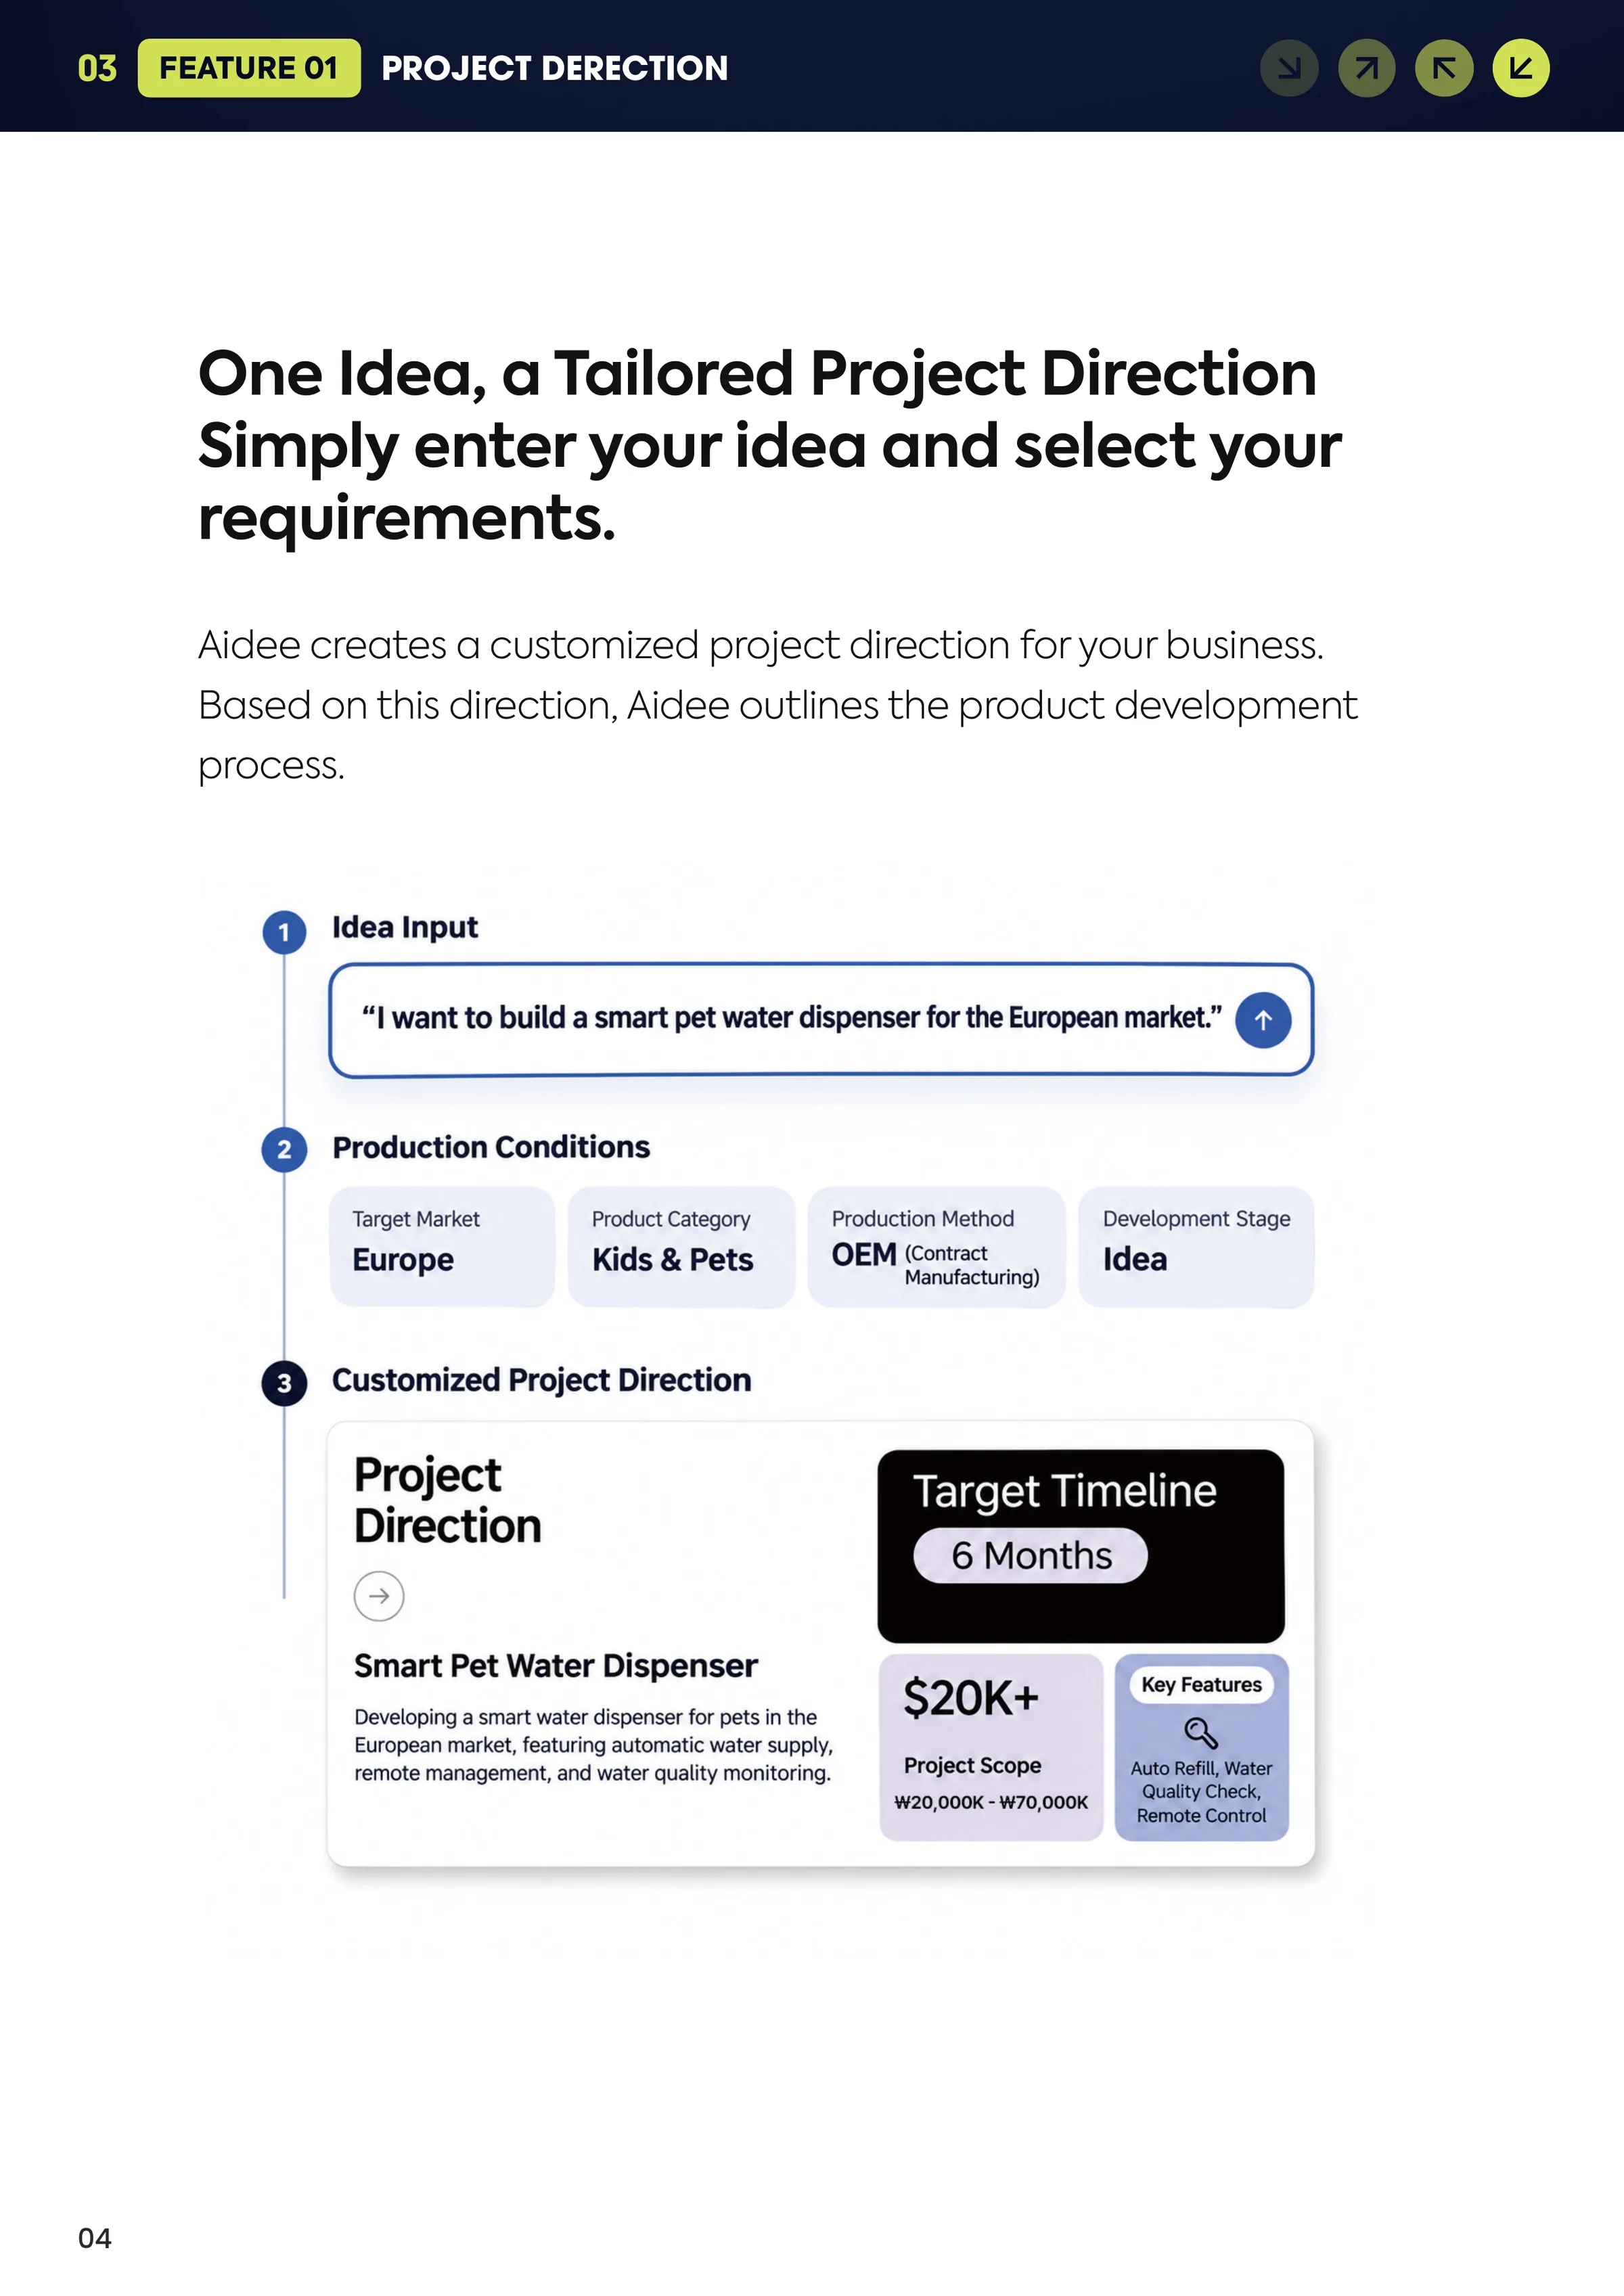 03 FEATURE 01 PROJECT DERECTION
One Idea, a Tailored Project Direction
Simply enter your idea and select your
requirements.
Aidee creates a customized project direction for your business.
Based on this direction, Aidee outlines the product development
process.
1 Idea Input
“I want to build a smart pet water dispenser for the European market.”
2 Production Conditions
Target Market
Europe
Product Category
Kids & Pets
Production Method
OEM (Contract
Manufacturing)
Development Stage
Idea
3 Customized Project Direction
Project
Direction
Smart Pet Water Dispenser
Developing a smart water dispenser for pets in the
European market, featuring automatic water supply,
remote management, and water quality monitoring.
Target Timeline
6 Months
$20K+
Project Scope
₩20,000K - ₩70,000K
Key Features
Auto Refill, Water
Quality Check,
Remote Control
04